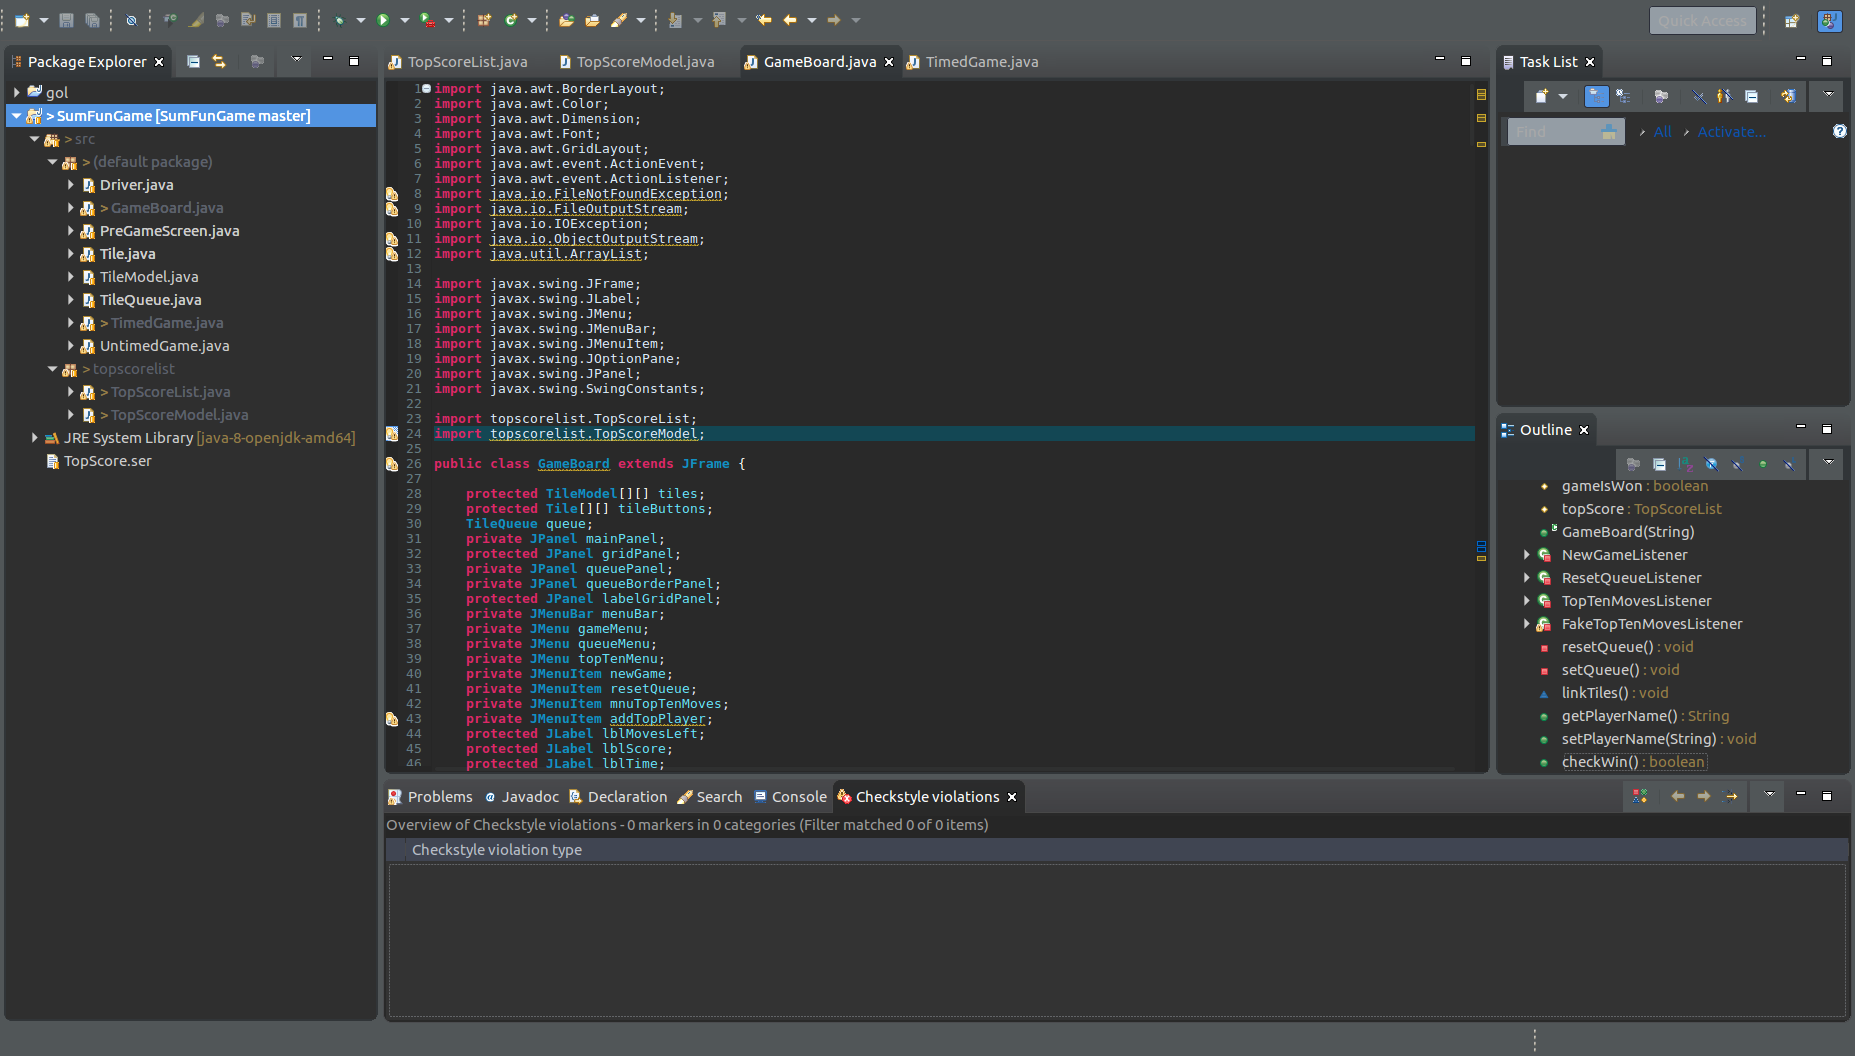 Quick Access
Package Explorer
gol
> SumFunGame [SumFunGame master]
> src
> (default package)
Driver.java
> GameBoard.java
PreGameScreen.java
Tile.java
TileModel.java
TileQueue.java
> TimedGame.java
UntimedGame.java
> topscorelist
> TopScoreList.java
> TopScoreModel.java
JRE System Library [java-8-openjdk-amd64]
TopScore.ser
TopScoreList.java TopScoreModel.java GameBoard.java TimedGame.java
1 import java.awt.BorderLayout;
2 import java.awt.Color;
3 import java.awt.Dimension;
4 import java.awt.Font;
5 import java.awt.GridLayout;
6 import java.awt.event.ActionEvent;
7 import java.awt.event.ActionListener;
8 import java.io.FileNotFoundException;
9 import java.io.FileOutputStream;
10 import java.io.IOException;
11 import java.io.ObjectOutputStream;
12 import java.util.ArrayList;
13
14 import javax.swing.JFrame;
15 import javax.swing.JLabel;
16 import javax.swing.JMenu;
17 import javax.swing.JMenuBar;
18 import javax.swing.JMenuItem;
19 import javax.swing.JOptionPane;
20 import javax.swing.JPanel;
21 import javax.swing.SwingConstants;
22
23 import topscorelist.TopScoreList;
24 import topscorelist.TopScoreModel;
25
26 public class GameBoard extends JFrame {
27
28 protected TileModel[][] tiles;
29 protected Tile[][] tileButtons;
30 TileQueue queue;
31 private JPanel mainPanel;
32 protected JPanel gridPanel;
33 private JPanel queuePanel;
34 private JPanel queueBorderPanel;
35 protected JPanel labelGridPanel;
36 private JMenuBar menuBar;
37 private JMenu gameMenu;
38 private JMenu queueMenu;
39 private JMenu topTenMenu;
40 private JMenuItem newGame;
41 private JMenuItem resetQueue;
42 private JMenuItem mnuTopTenMoves;
43 private JMenuItem addTopPlayer;
44 protected JLabel lblMovesLeft;
45 protected JLabel lblScore;
46 protected JLabel lblTime;
Task List
Find All Activate...
Outline
gameIsWon : boolean
topScore : TopScoreList
GameBoard(String)
NewGameListener
ResetQueueListener
TopTenMovesListener
FakeTopTenMovesListener
resetQueue() : void
setQueue() : void
linkTiles() : void
getPlayerName() : String
setPlayerName(String) : void
checkWin() : boolean
Problems Javadoc Declaration Search Console Checkstyle violations
Overview of Checkstyle violations - 0 markers in 0 categories (Filter matched 0 of 0 items)
Checkstyle violation type